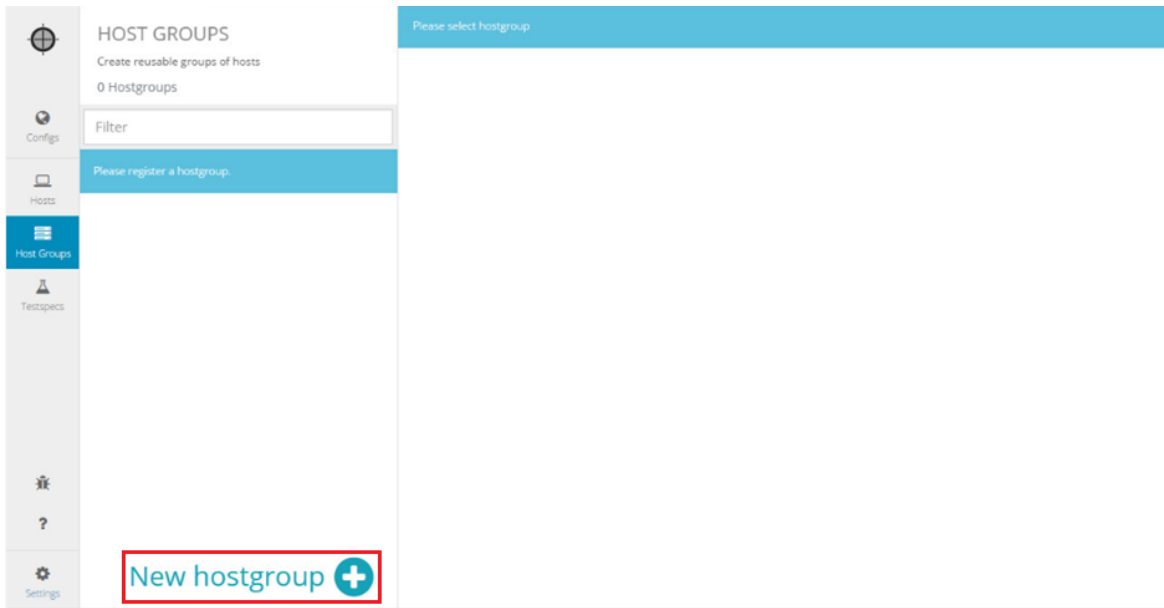 HOST GROUPS
Create reusable groups of hosts
0 Hostgroups
Filter
Please register a hostgroup.
Please select hostgroup
Configs
Hosts
Host Groups
Testspecs
?
Settings
New hostgroup